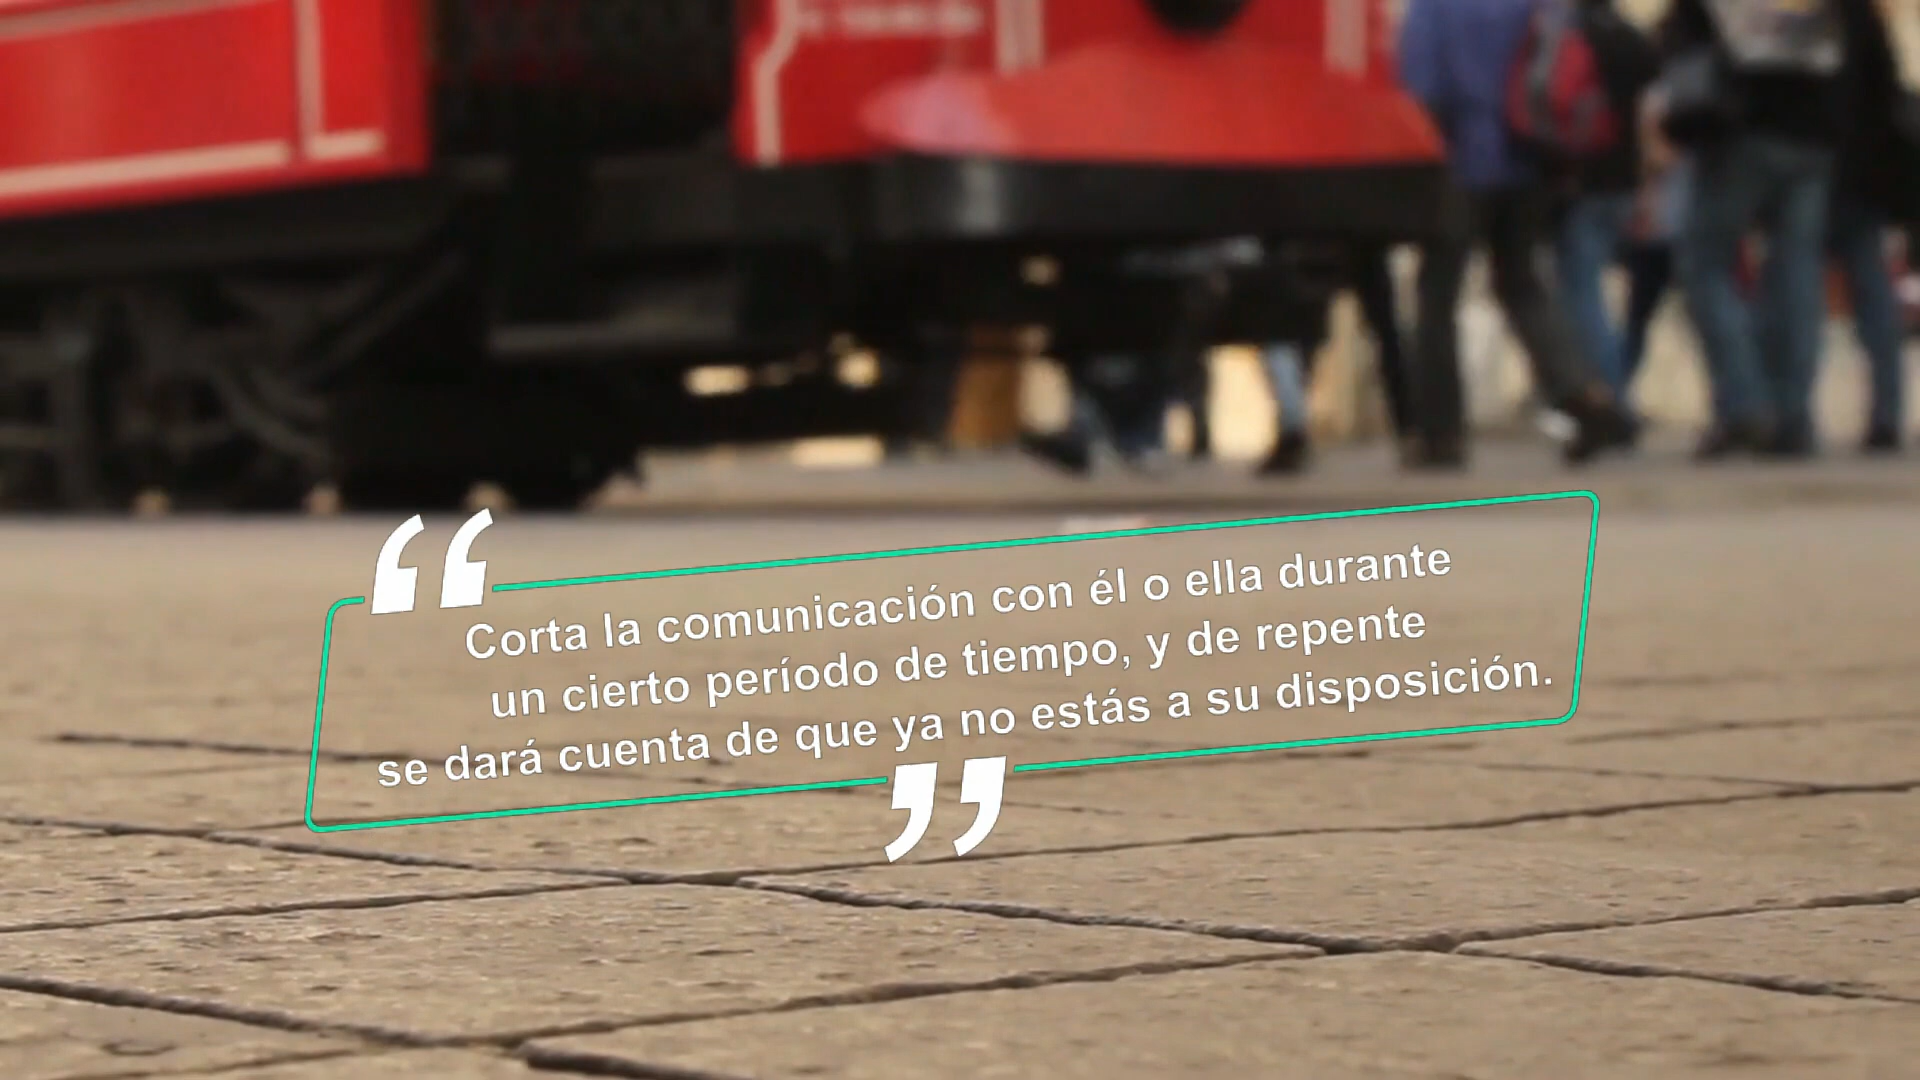 “
Corta la comunicación con él o ella durante
un cierto período de tiempo, y de repente
se dará cuenta de que ya no estás a su disposición.
”